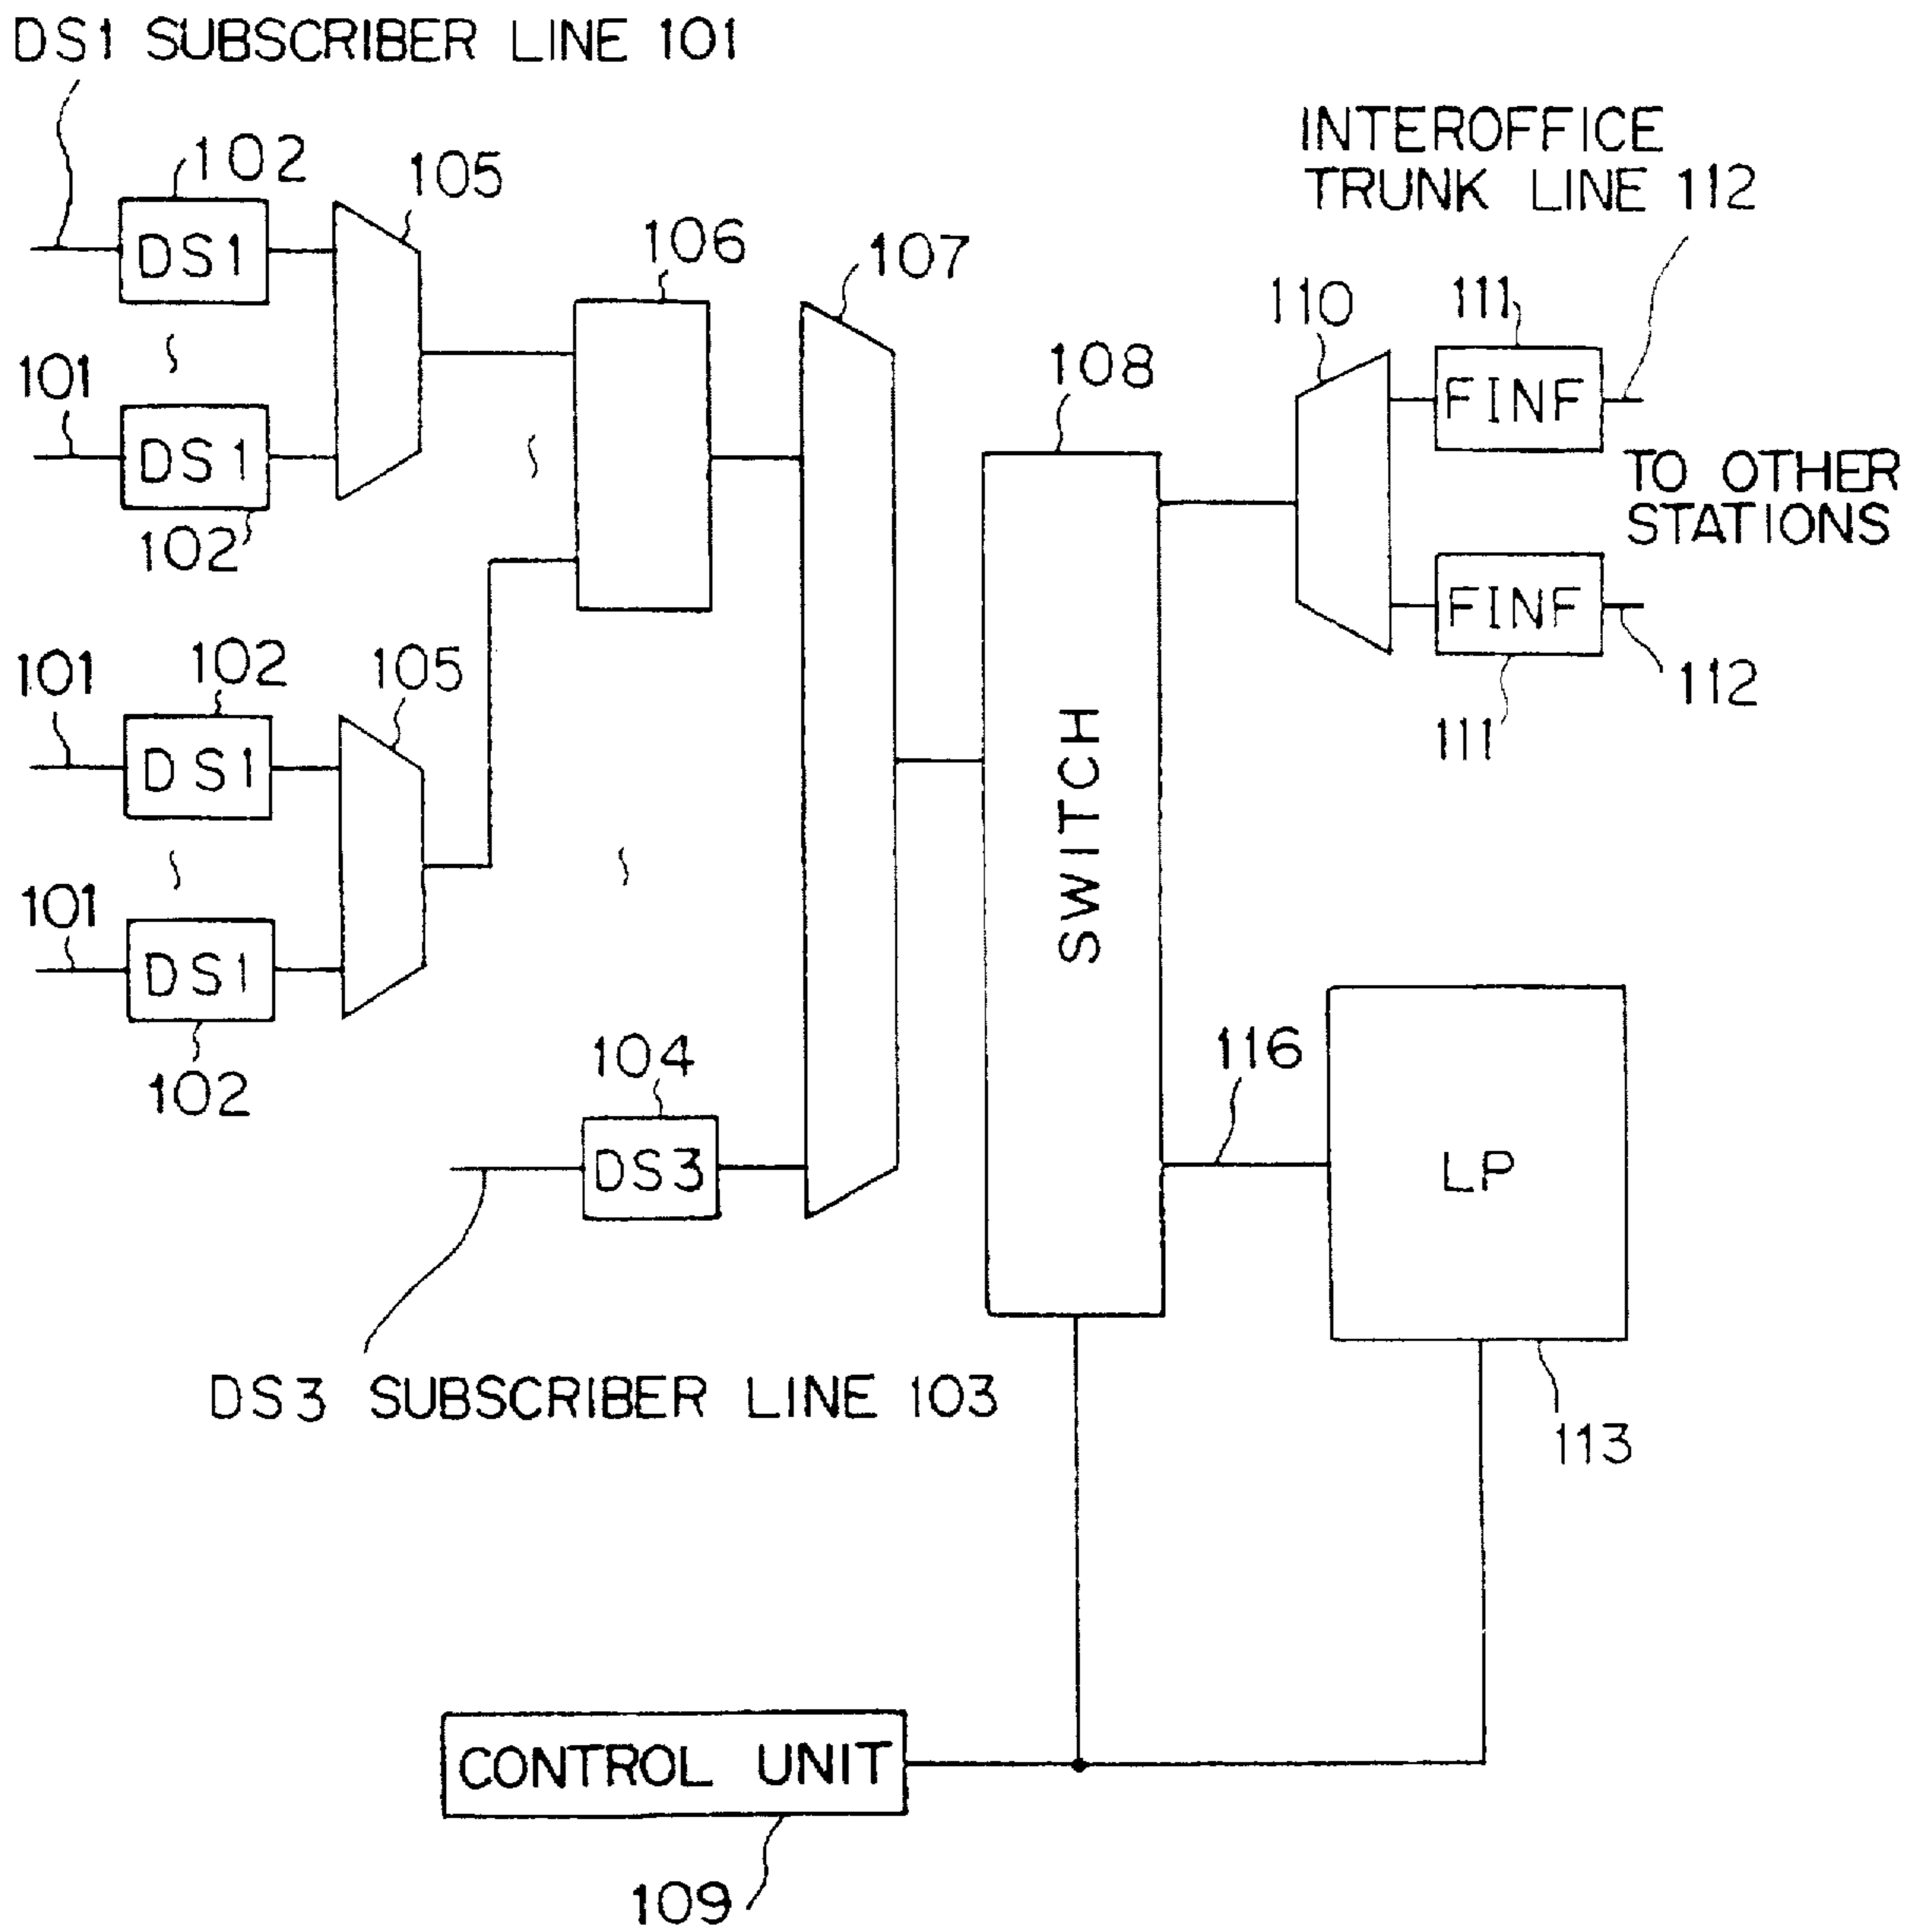 DS1 SUBSCRIBER LINE 101
INTEROFFICE
TRUNK LINE 112
102
105
DS1
106
107
110
111
101
108
FINF
DS1
TO OTHER
STATIONS
102
102
105
FINF
101
112
DS1
111
SWITCH
101
DS1
104
116
102
DS3
LP
DS3 SUBSCRIBER LINE 103
113
CONTROL UNIT
109